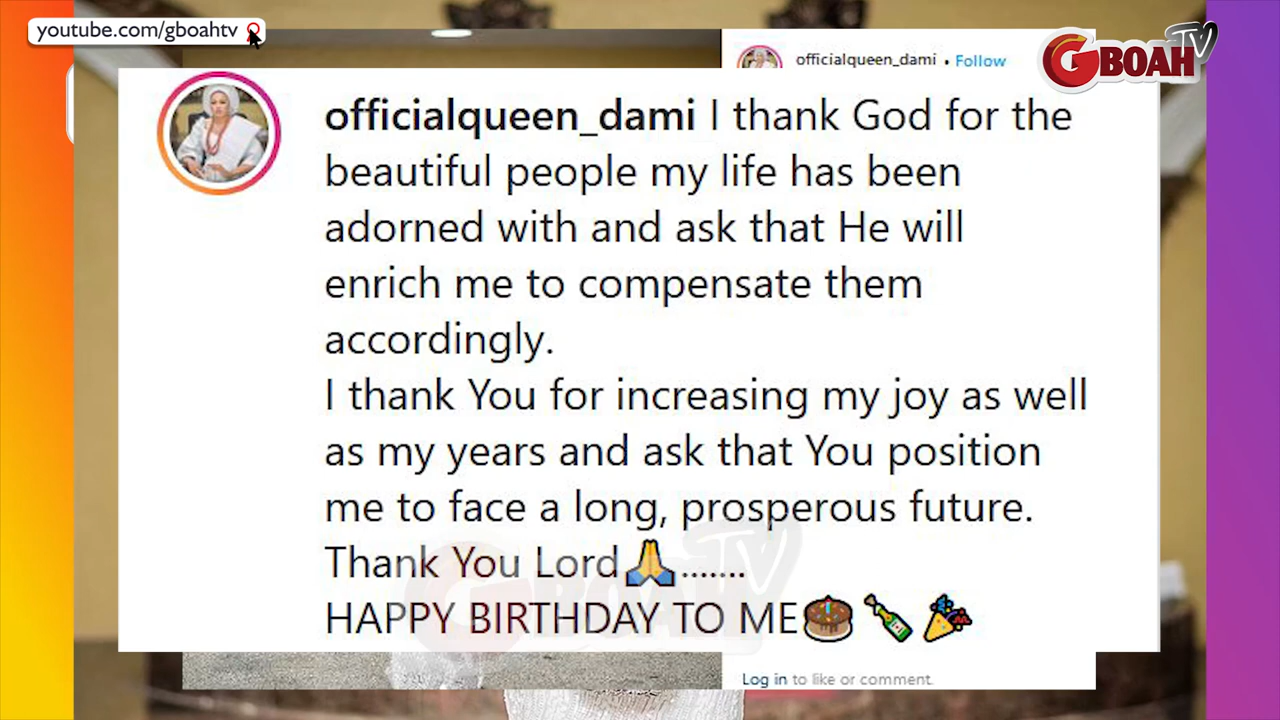 youtube.com/gboahtv
officialqueen_dami • Follow
GBOAH TV
officialqueen_dami I thank God for the
beautiful people my life has been
adorned with and ask that He will
enrich me to compensate them
accordingly.
I thank You for increasing my joy as well
as my years and ask that You position
me to face a long, prosperous future.
Thank You Lord🙏.......
HAPPY BIRTHDAY TO ME🎂🍾🎉
GBOAH TV
Log in to like or comment.